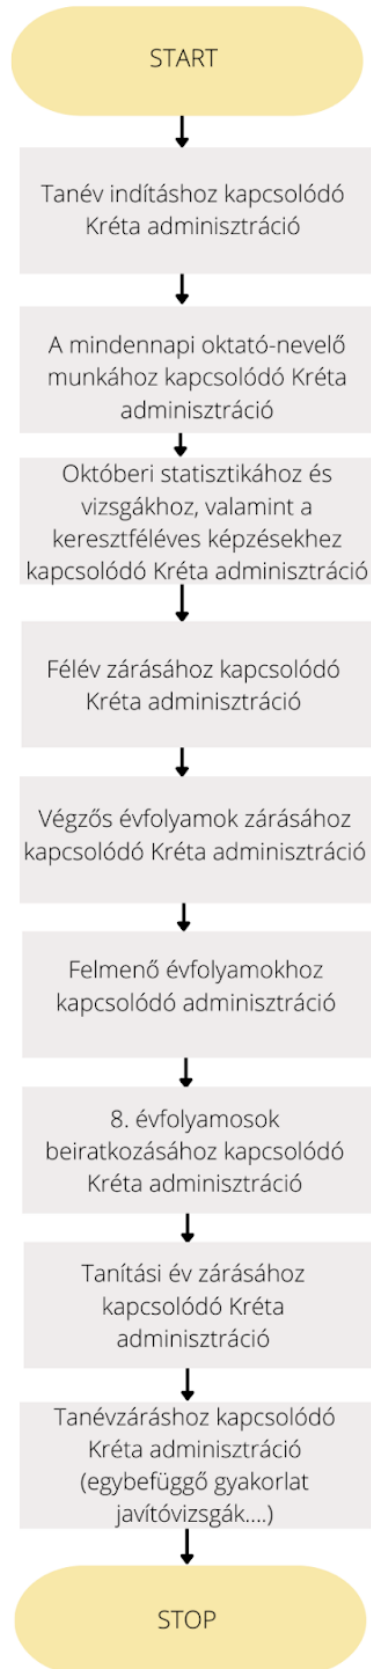 START
Tanév indításhoz kapcsolódó
Kréta adminisztráció
A mindennapi oktató-nevelő
munkához kapcsolódó Kréta
adminisztráció
Októberi statisztikához és
vizsgákhoz, valamint a
keresztféléves képzésekhez
kapcsolódó Kréta adminisztráció
Félév zárásához kapcsolódó
Kréta adminisztráció
Végzős évfolyamok zárásához
kapcsolódó Kréta adminisztráció
Felmenő évfolyamokhoz
kapcsolódó adminisztráció
8. évfolyamosok
beiratkozásához kapcsolódó
Kréta adminisztráció
Tanítási év zárásához
kapcsolódó Kréta
adminisztráció
Tanévzáráshoz kapcsolódó
Kréta adminisztráció
(egybefüggő gyakorlat
javítóvizsgák....)
STOP